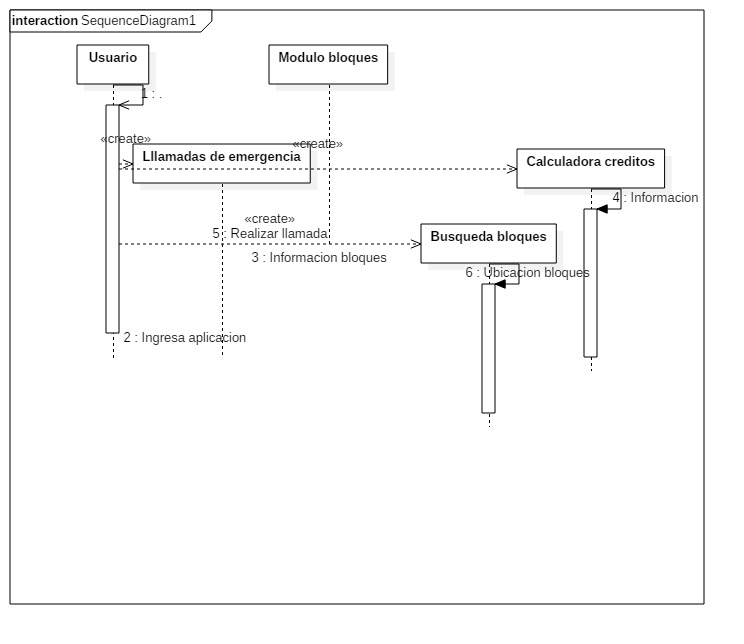 interaction SequenceDiagram1
Usuario
Modulo bloques
1 : .
«create»
«create»
Lllamadas de emergencia
Calculadora creditos
4 : Informacion
«create»
5 : Realizar llamada
Busqueda bloques
3 : Informacion bloques
6 : Ubicacion bloques
2 : Ingresa aplicacion